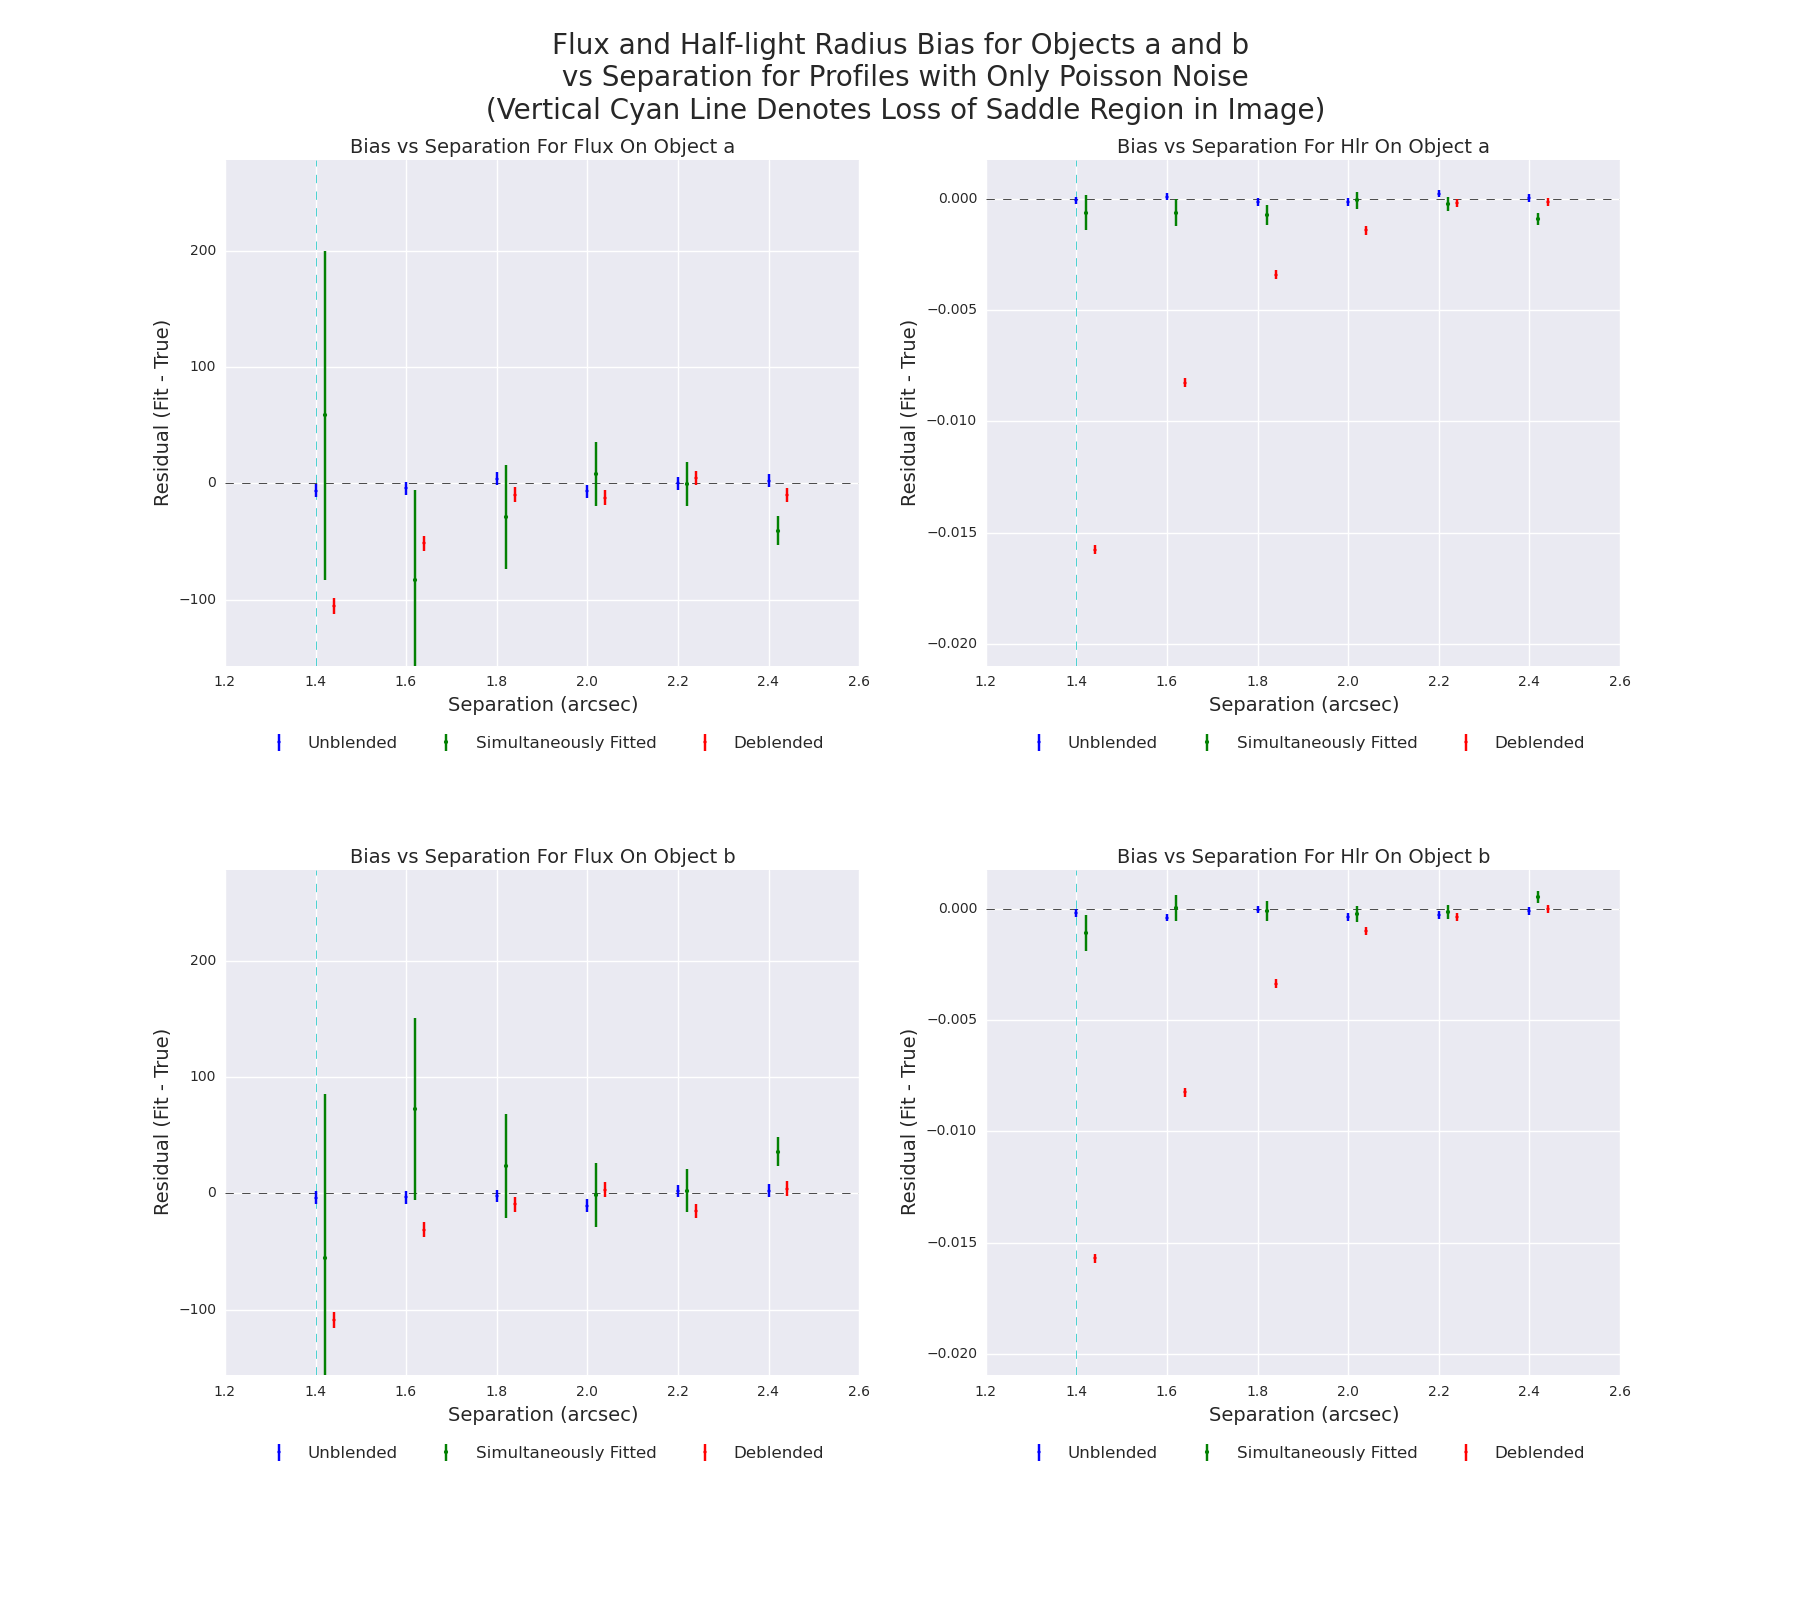 Flux and Half-light Radius Bias for Objects a and b
vs Separation for Profiles with Only Poisson Noise
(Vertical Cyan Line Denotes Loss of Saddle Region in Image)
Bias vs Separation For Flux On Object a
200
100
0
−100
Residual (Fit - True)
1.2 1.4 1.6 1.8 2.0 2.2 2.4 2.6
Separation (arcsec)
Unblended Simultaneously Fitted Deblended
Bias vs Separation For Hlr On Object a
0.000
−0.005
−0.010
−0.015
−0.020
Residual (Fit - True)
1.2 1.4 1.6 1.8 2.0 2.2 2.4 2.6
Separation (arcsec)
Unblended Simultaneously Fitted Deblended
Bias vs Separation For Flux On Object b
200
100
0
−100
Residual (Fit - True)
1.2 1.4 1.6 1.8 2.0 2.2 2.4 2.6
Separation (arcsec)
Unblended Simultaneously Fitted Deblended
Bias vs Separation For Hlr On Object b
0.000
−0.005
−0.010
−0.015
−0.020
Residual (Fit - True)
1.2 1.4 1.6 1.8 2.0 2.2 2.4 2.6
Separation (arcsec)
Unblended Simultaneously Fitted Deblended